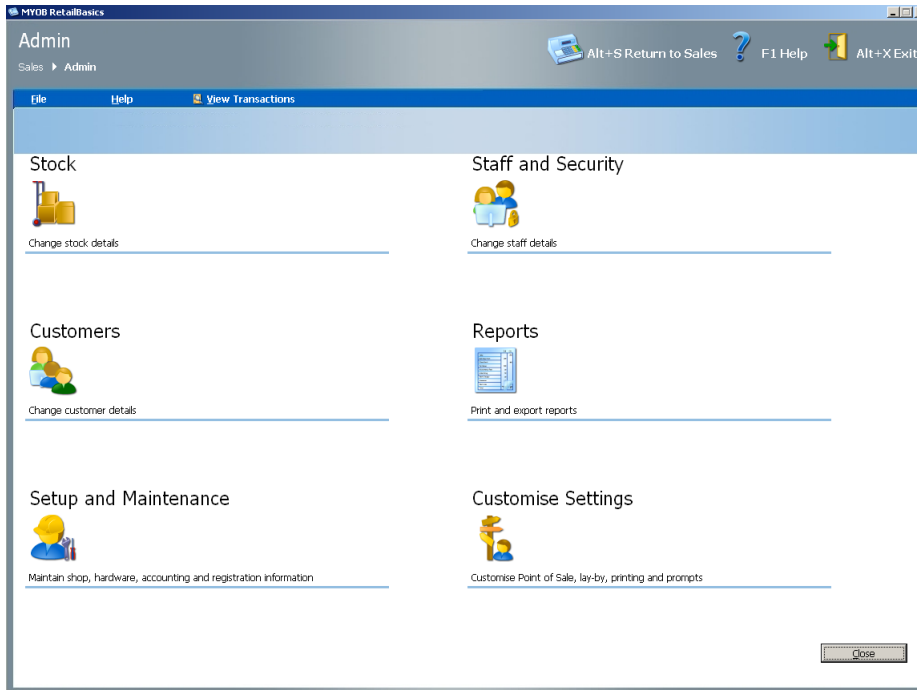 MYOB RetailBasics
Admin
Sales Admin
Alt+S Return to Sales
F1 Help
Alt+X Exit
File Help View Transactions
Stock
Change stock details
Staff and Security
Change staff details
Customers
Change customer details
Reports
Print and export reports
Setup and Maintenance
Maintain shop, hardware, accounting and registration information
Customise Settings
Customise Point of Sale, lay-by, printing and prompts
Close